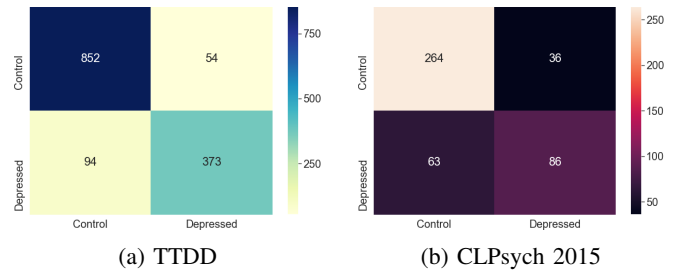 Control
852
54
Depressed
94
373
Control
Depressed
750
500
250
(a) TTDD
Control
264
36
Depressed
63
86
Control
Depressed
250
200
150
100
50
(b) CLPsych 2015